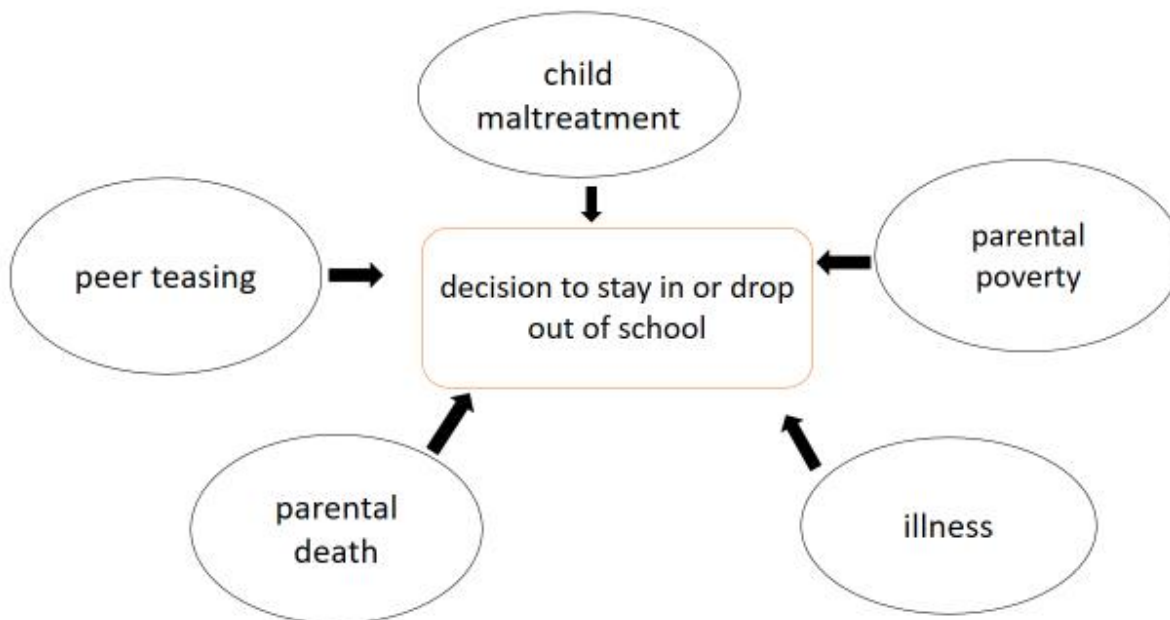 child
maltreatment
peer teasing
decision to stay in or drop
out of school
parental
poverty
parental
death
illness